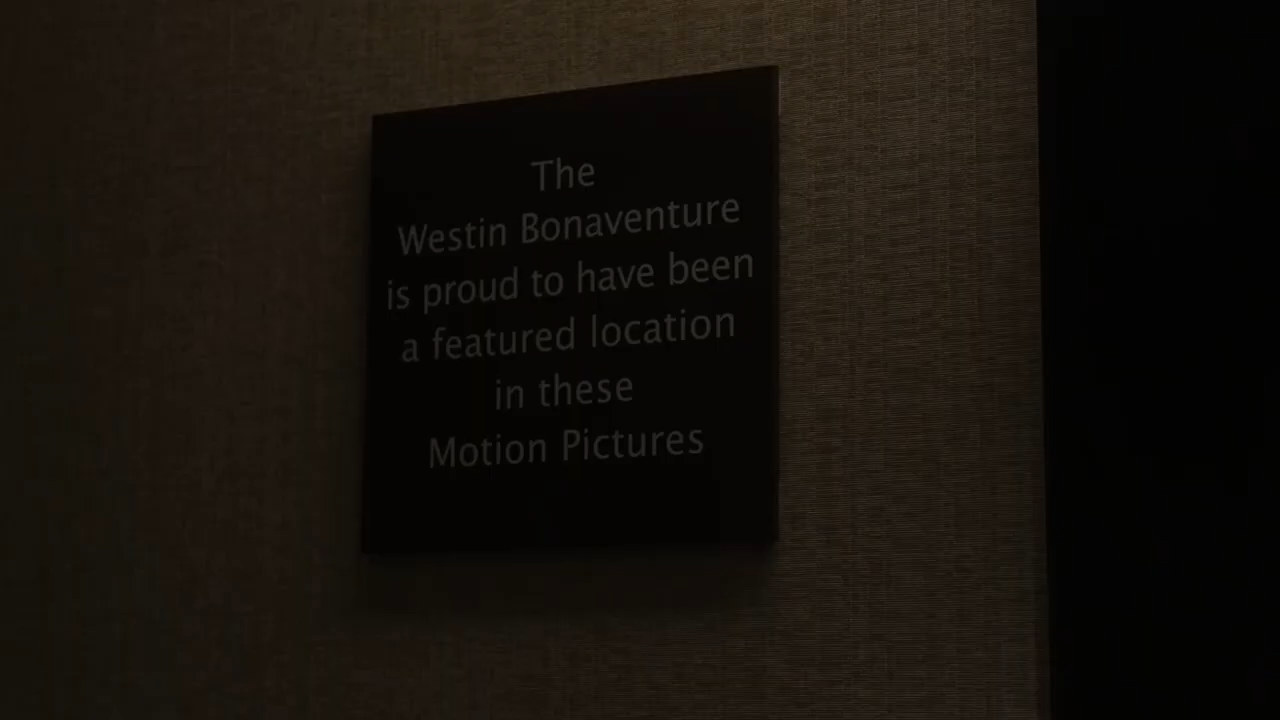 The
Westin Bonaventure
is proud to have been
a featured location
in these
Motion Pictures